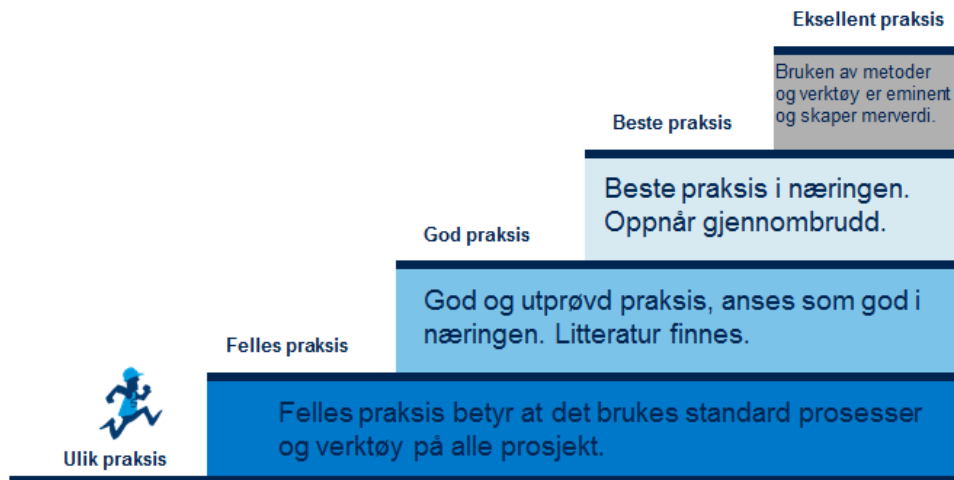 Eksellent praksis
Bruken av metoder
og verktøy er eminent
og skaper merverdi.
Beste praksis
Beste praksis i næringen.
Oppnår gjennombrudd.
God praksis
God og utprøvd praksis, anses som god i
næringen. Litteratur finnes.
Felles praksis
Felles praksis betyr at det brukes standard prosesser
og verktøy på alle prosjekt.
Ulik praksis